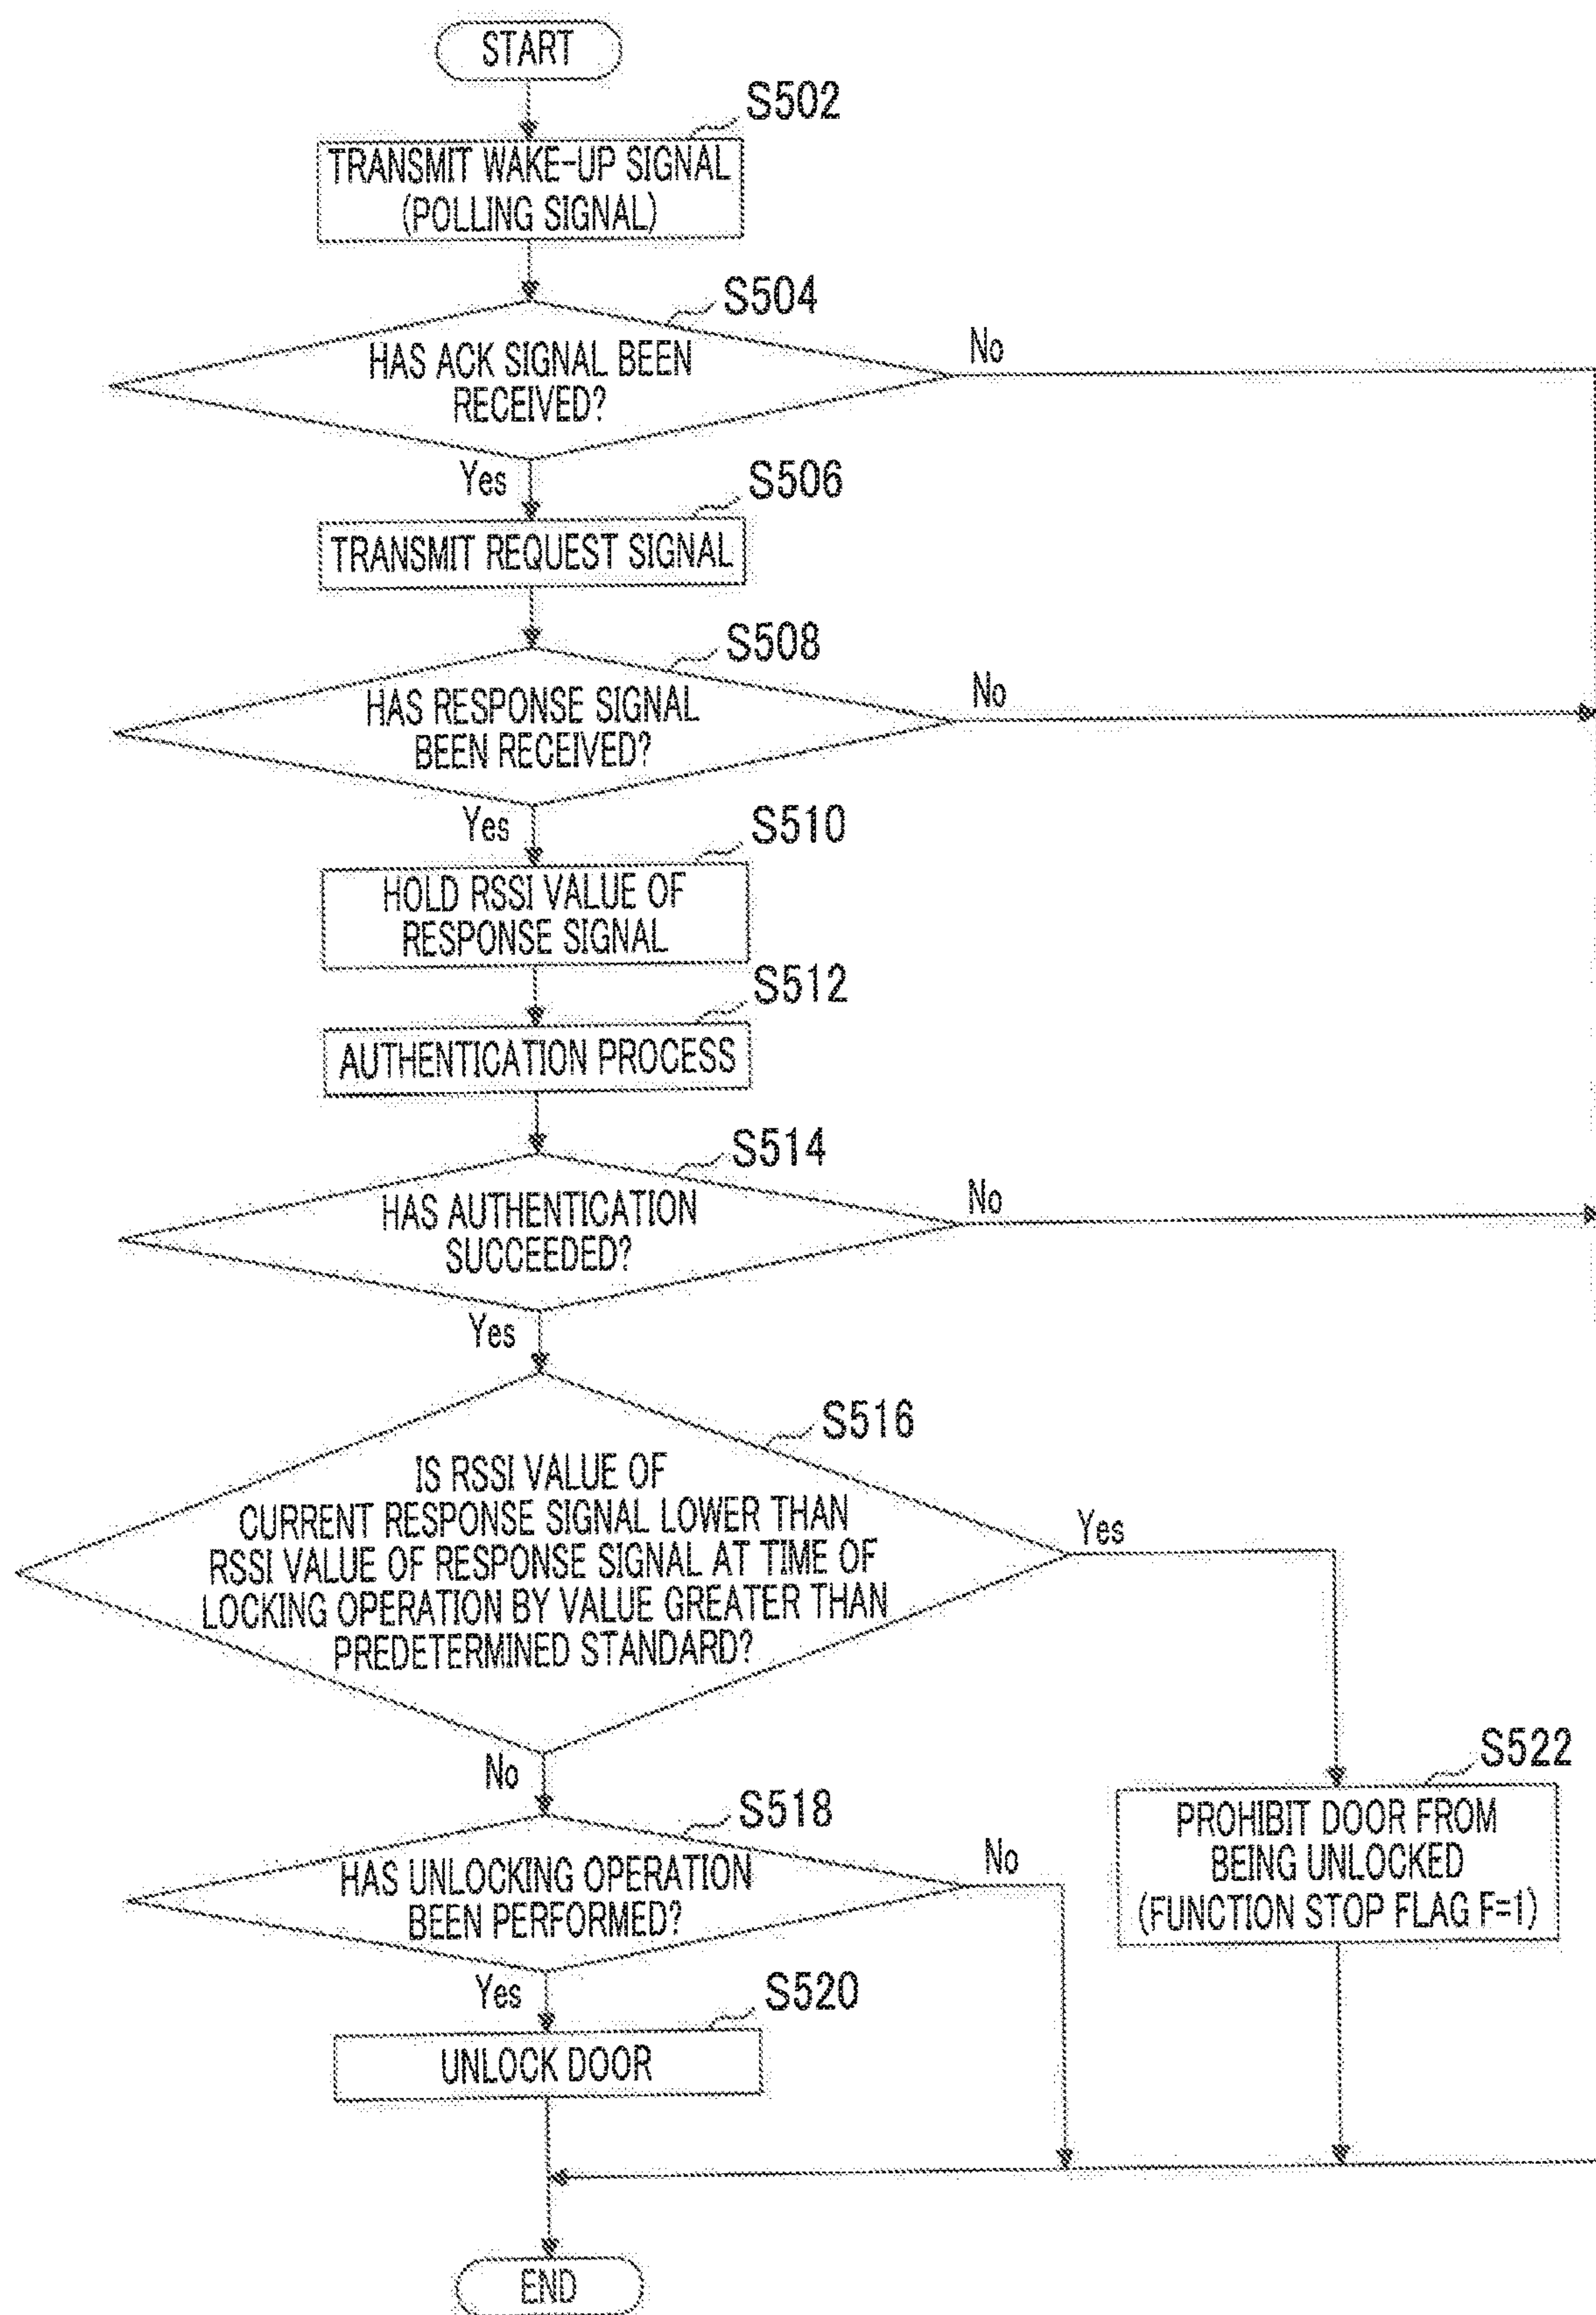 START
S502
TRANSMIT WAKE-UP SIGNAL
(POLLING SIGNAL)
S504
HAS ACK SIGNAL BEEN
RECEIVED?
No
Yes
S506
TRANSMIT REQUEST SIGNAL
S508
HAS RESPONSE SIGNAL
BEEN RECEIVED?
No
Yes
S510
HOLD RSSI VALUE OF
RESPONSE SIGNAL
S512
AUTHENTICATION PROCESS
S514
HAS AUTHENTICATION
SUCCEEDED?
No
Yes
S516
IS RSSI VALUE OF
CURRENT RESPONSE SIGNAL LOWER THAN
RSSI VALUE OF RESPONSE SIGNAL AT TIME OF
LOCKING OPERATION BY VALUE GREATER THAN
PREDETERMINED STANDARD?
Yes
No
S522
PROHIBIT DOOR FROM
BEING UNLOCKED
(FUNCTION STOP FLAG F=1)
S518
HAS UNLOCKING OPERATION
BEEN PERFORMED?
No
Yes
S520
UNLOCK DOOR
END